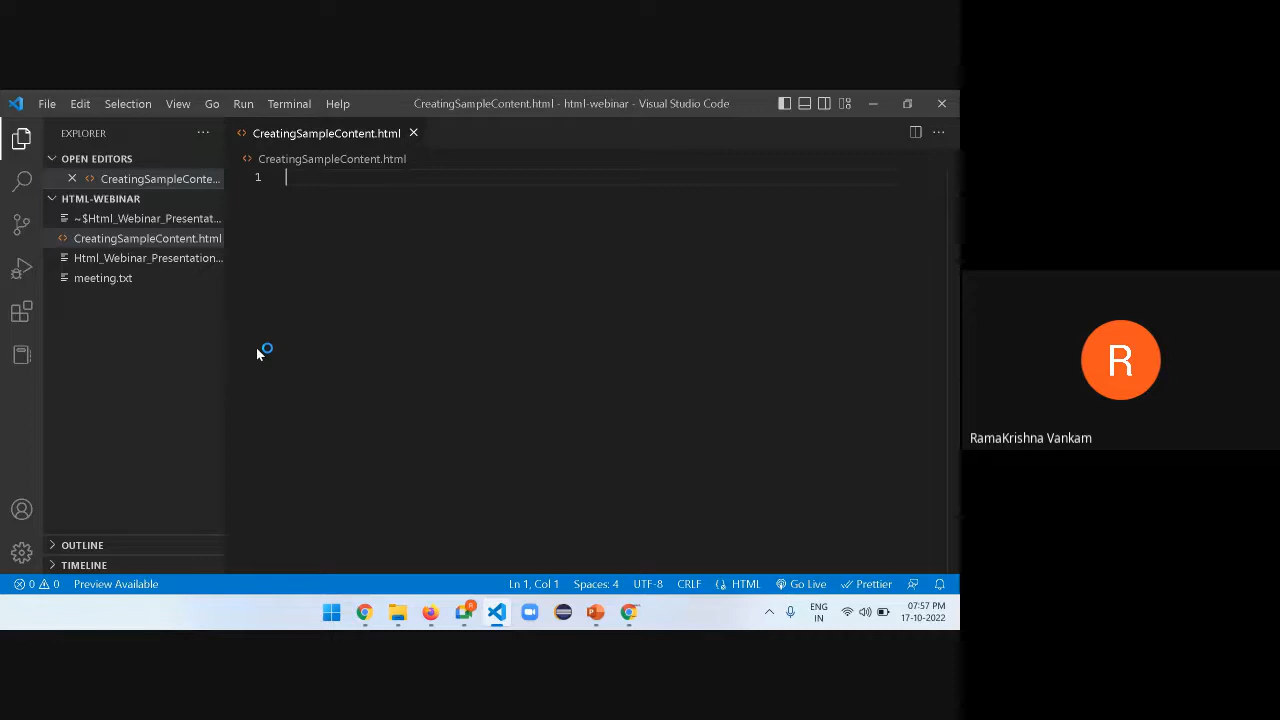 File Edit Selection View Go Run Terminal Help CreatingSampleContent.html - html-webinar - Visual Studio Code
EXPLORER
OPEN EDITORS
CreatingSampleConte...
HTML-WEBINAR
~$Html_Webinar_Presentat...
CreatingSampleContent.html
Html_Webinar_Presentation...
meeting.txt
OUTLINE
TIMELINE
CreatingSampleContent.html
CreatingSampleContent.html
1
R
RamaKrishna Vankam
0 0 Preview Available Ln 1, Col 1 Spaces: 4 UTF-8 CRLF HTML Go Live Prettier
R
ENG
IN
07:57 PM
17-10-2022